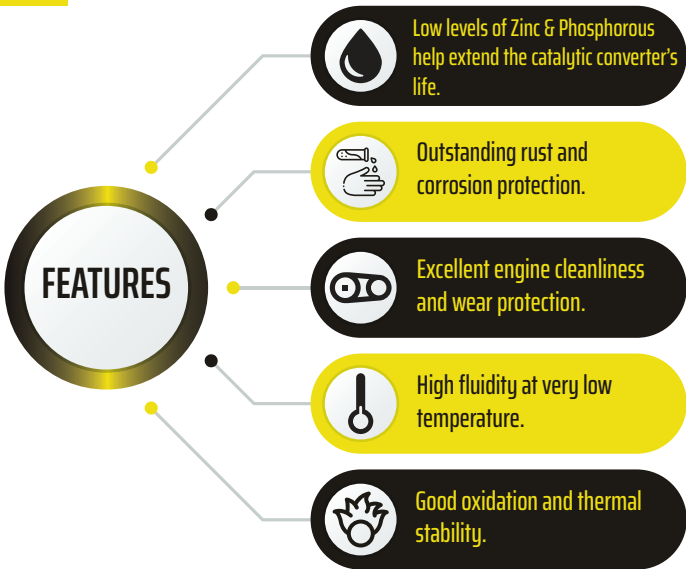 FEATURES
Low levels of Zinc & Phosphorous
help extend the catalytic converter's
life.
Outstanding rust and
corrosion protection.
Excellent engine cleanliness
and wear protection.
High fluidity at very low
temperature.
Good oxidation and thermal
stability.